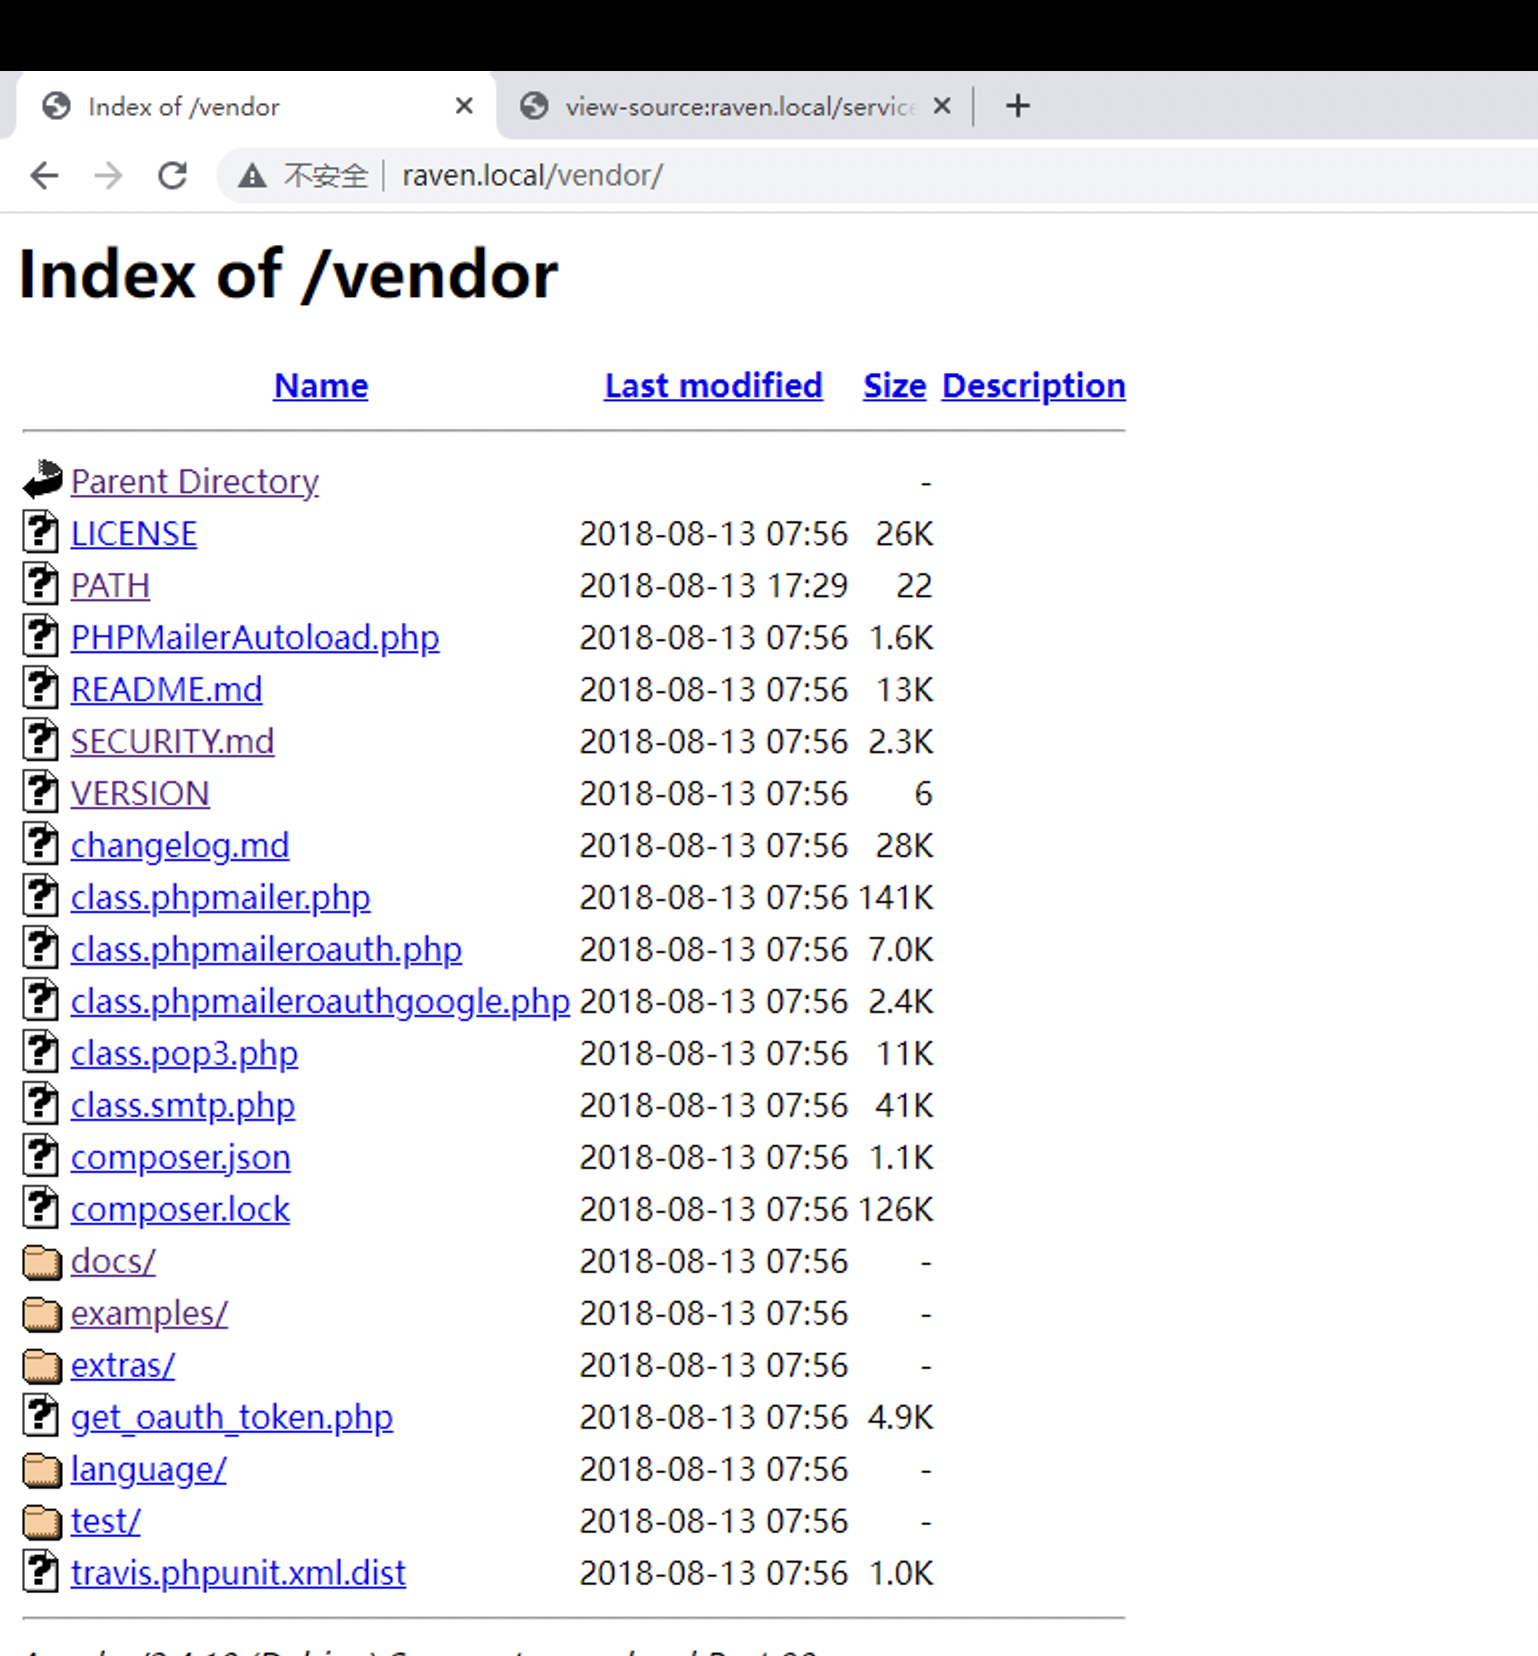 Index of /vendor
view-source:raven.local/service
不安全 raven.local/vendor/
Index of /vendor
Name Last modified Size Description
Parent Directory -
LICENSE 2018-08-13 07:56 26K
PATH 2018-08-13 17:29 22
PHPMailerAutoload.php 2018-08-13 07:56 1.6K
README.md 2018-08-13 07:56 13K
SECURITY.md 2018-08-13 07:56 2.3K
VERSION 2018-08-13 07:56 6
changelog.md 2018-08-13 07:56 28K
class.phpmailer.php 2018-08-13 07:56 141K
class.phpmaileroauth.php 2018-08-13 07:56 7.0K
class.phpmaileroauthgoogle.php 2018-08-13 07:56 2.4K
class.pop3.php 2018-08-13 07:56 11K
class.smtp.php 2018-08-13 07:56 41K
composer.json 2018-08-13 07:56 1.1K
composer.lock 2018-08-13 07:56 126K
docs/ 2018-08-13 07:56 -
examples/ 2018-08-13 07:56 -
extras/ 2018-08-13 07:56 -
get_oauth_token.php 2018-08-13 07:56 4.9K
language/ 2018-08-13 07:56 -
test/ 2018-08-13 07:56 -
travis.phpunit.xml.dist 2018-08-13 07:56 1.0K